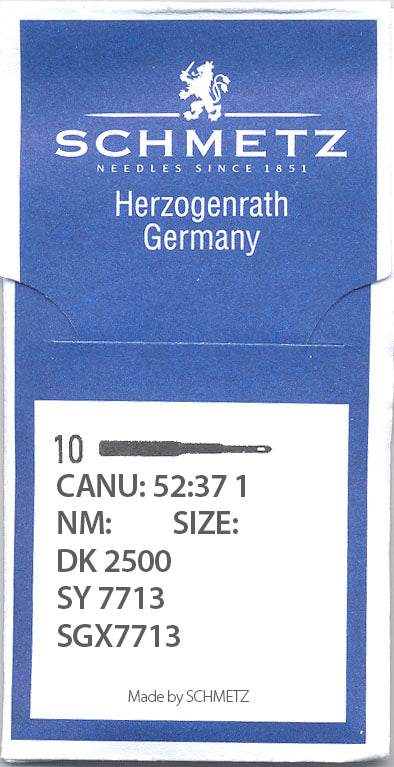 SCHMETZ
NEEDLES SINCE 1851
Herzogenrath
Germany
10
CANU: 52:37 1
NM: SIZE:
DK 2500
SY 7713
SGX7713
Made by SCHMETZ